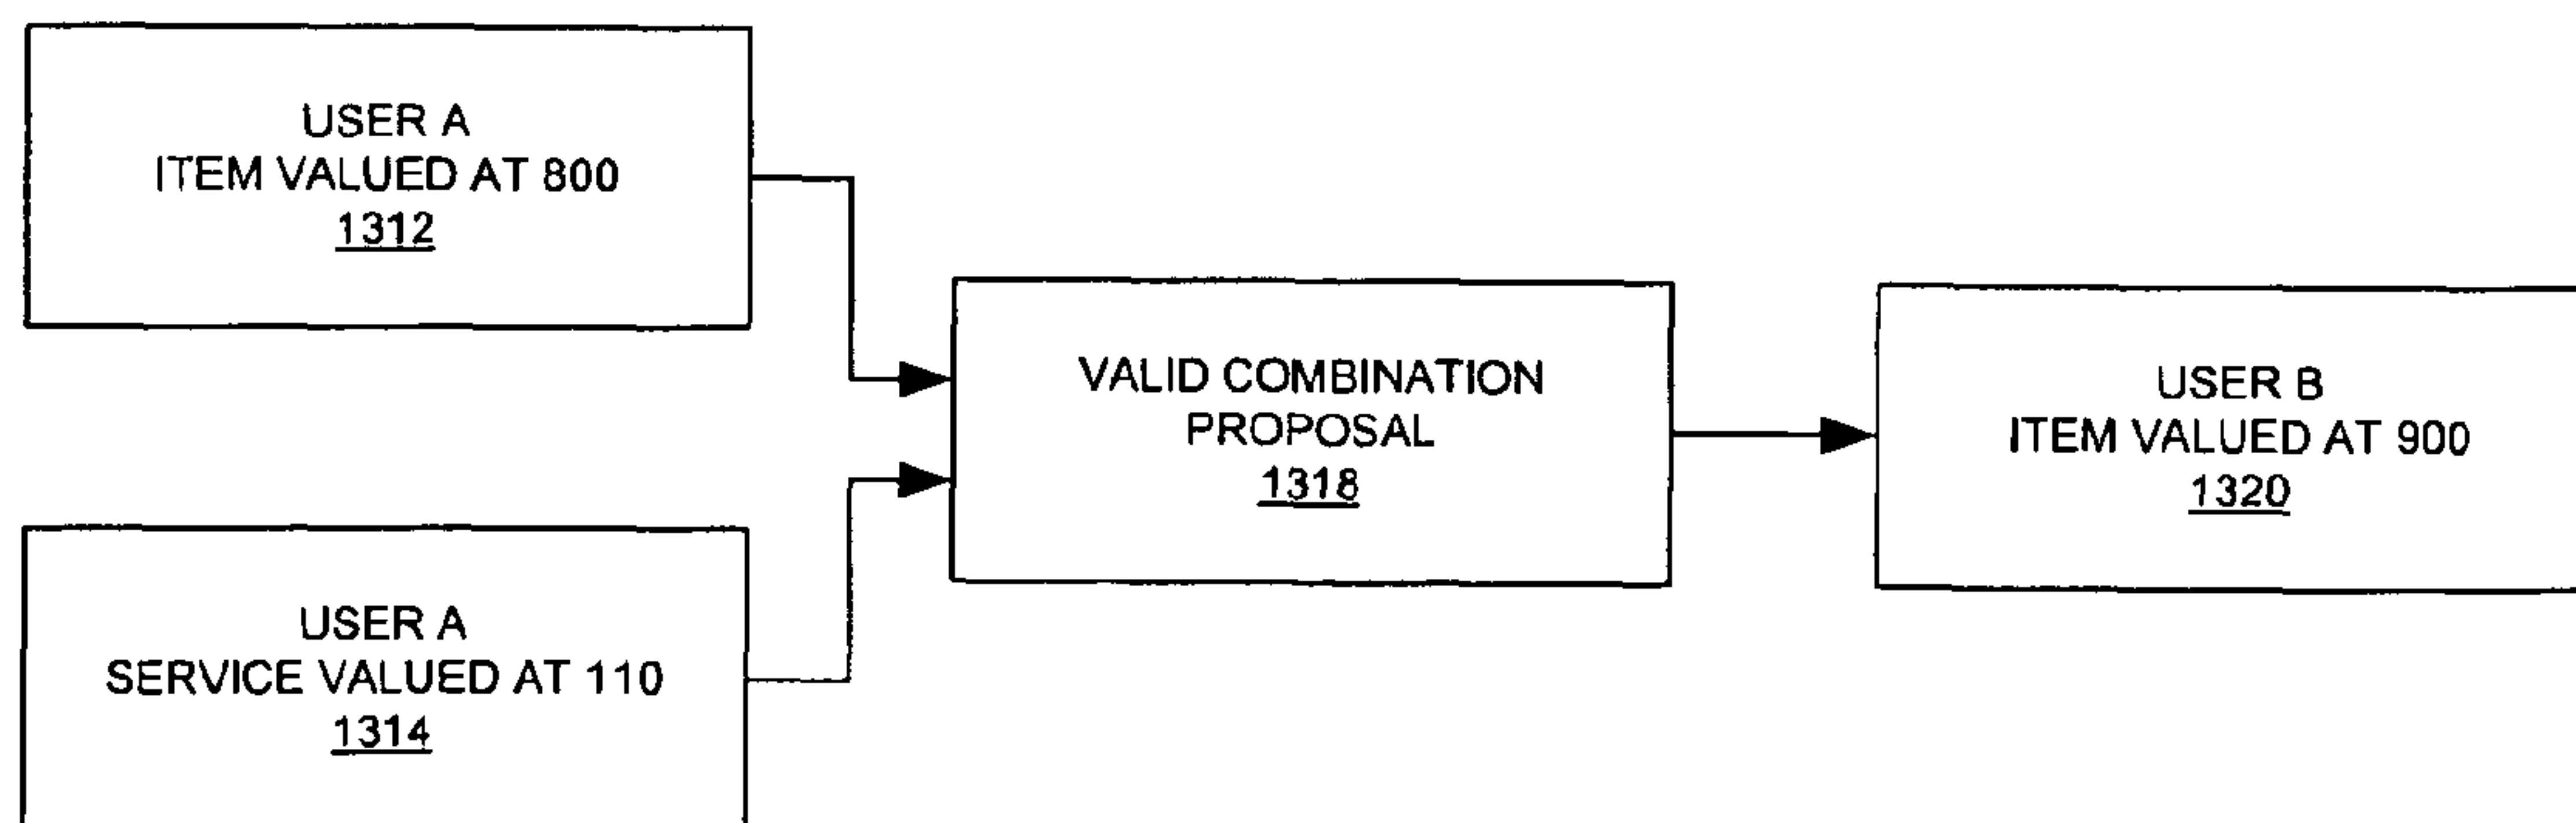 USER A
ITEM VALUED AT 800
1312
USER A
SERVICE VALUED AT 110
1314
VALID COMBINATION
PROPOSAL
1318
USER B
ITEM VALUED AT 900
1320